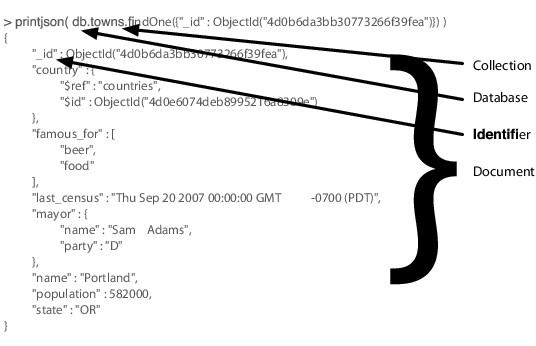 > printjson( db.towns.findOne({"_id" : ObjectId("4d0b6da3bb30773266f39fea")}) )
{
"_id" : ObjectId("4d0b6da3bb30773266f39fea"),
"country" : {
"$ref" : "countries",
"$id" : ObjectId("4d0e6074deb8995216a8309e")
},
"famous_for" : [
"beer",
"food"
],
"last_census" : "Thu Sep 20 2007 00:00:00 GMT -0700 (PDT)",
"mayor" : {
"name" : "Sam Adams",
"party" : "D"
},
"name" : "Portland",
"population" : 582000,
"state" : "OR"
}
Collection
Database
Identifier
Document